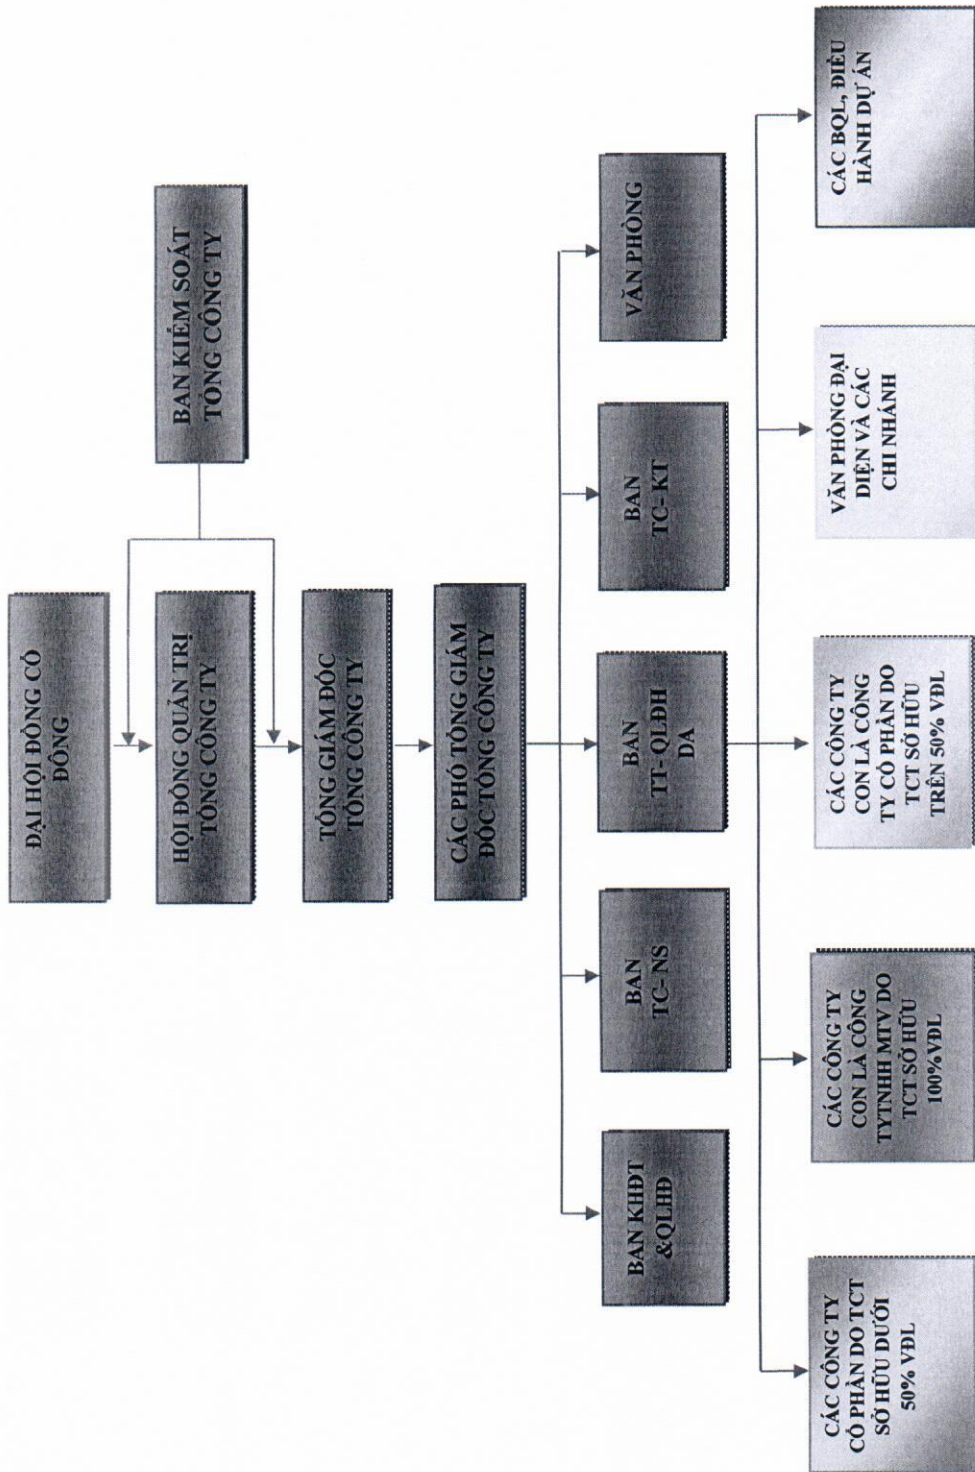 ĐẠI HỘI ĐỒNG CỔ
ĐÔNG
BAN KIỂM SOÁT
TỔNG CÔNG TY
HỘI ĐỒNG QUẢN TRỊ
TỔNG CÔNG TY
TỔNG GIÁM ĐỐC
TỔNG CÔNG TY
CÁC PHÓ TỔNG GIÁM
ĐỐC TỔNG CÔNG TY
BAN KHĐT
&QLHĐ
BAN
TC- NS
BAN
TT- QLĐH
DA
BAN
TC- KT
VĂN PHÒNG
CÁC CÔNG TY
CỔ PHẦN DO TCT
SỞ HỮU DƯỚI
50% VĐL
CÁC CÔNG TY
CON LÀ CÔNG
TYTNHH MTV DO
TCT SỞ HỮU
100%VĐL
CÁC CÔNG TY
CON LÀ CÔNG
TY CỔ PHẦN DO
TCT SỞ HỮU
TRÊN 50% VĐL
VĂN PHÒNG ĐẠI
DIỆN VÀ CÁC
CHI NHÁNH
CÁC BQL, ĐIỀU
HÀNH DỰ ÁN